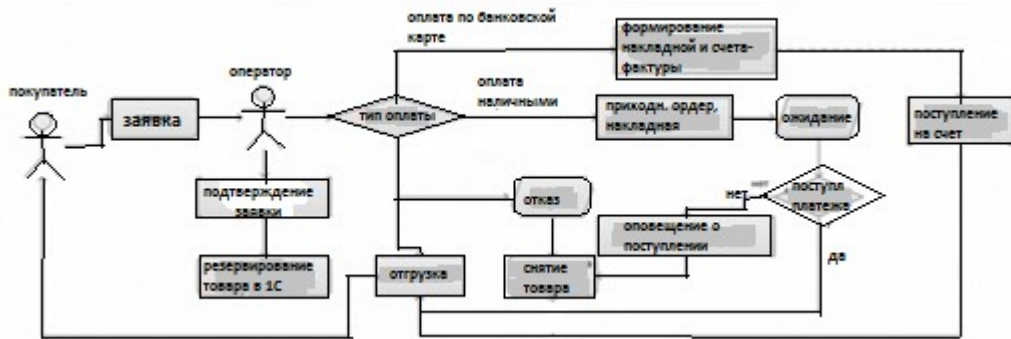 оплата по банковской
карте
формирование
накладной и счета-
фактуры
покупатель
оператор
заявка
оплата
наличными
тип оплаты
приходн. ордер,
накладная
ожидание
поступление
на счет
подтверждение
заявки
отказ
нет
нет
поступл
платежа
оповещение о
поступлении
да
резервирование
товара в 1С
отгрузка
снятие
товара